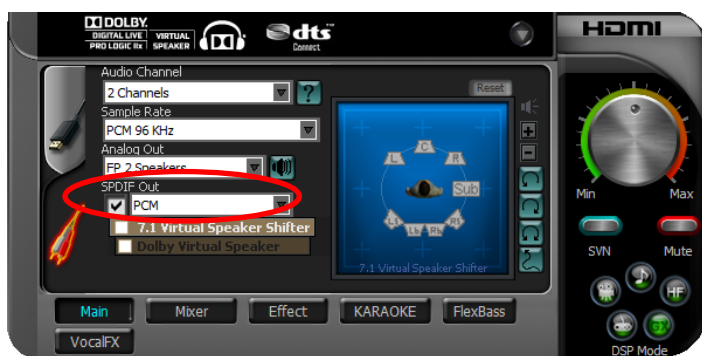 DOLBY.
DIGITAL LIVE
PRO LOGIC IIx
VIRTUAL
SPEAKER
dts
Connect
HDMI
Audio Channel
2 Channels
?
Reset
Sample Rate
PCM 96 KHz
Analog Out
FP 2 Speakers
SPDIF Out
PCM
7.1 Virtual Speaker Shifter
Dolby Virtual Speaker
L
C
R
Sub
Ls
Lb
Rb
Rs
7.1 Virtual Speaker Shifter
Min
Max
SVN
Mute
HF
DSP Mode
Main
Mixer
Effect
KARAOKE
FlexBass
VocalFX